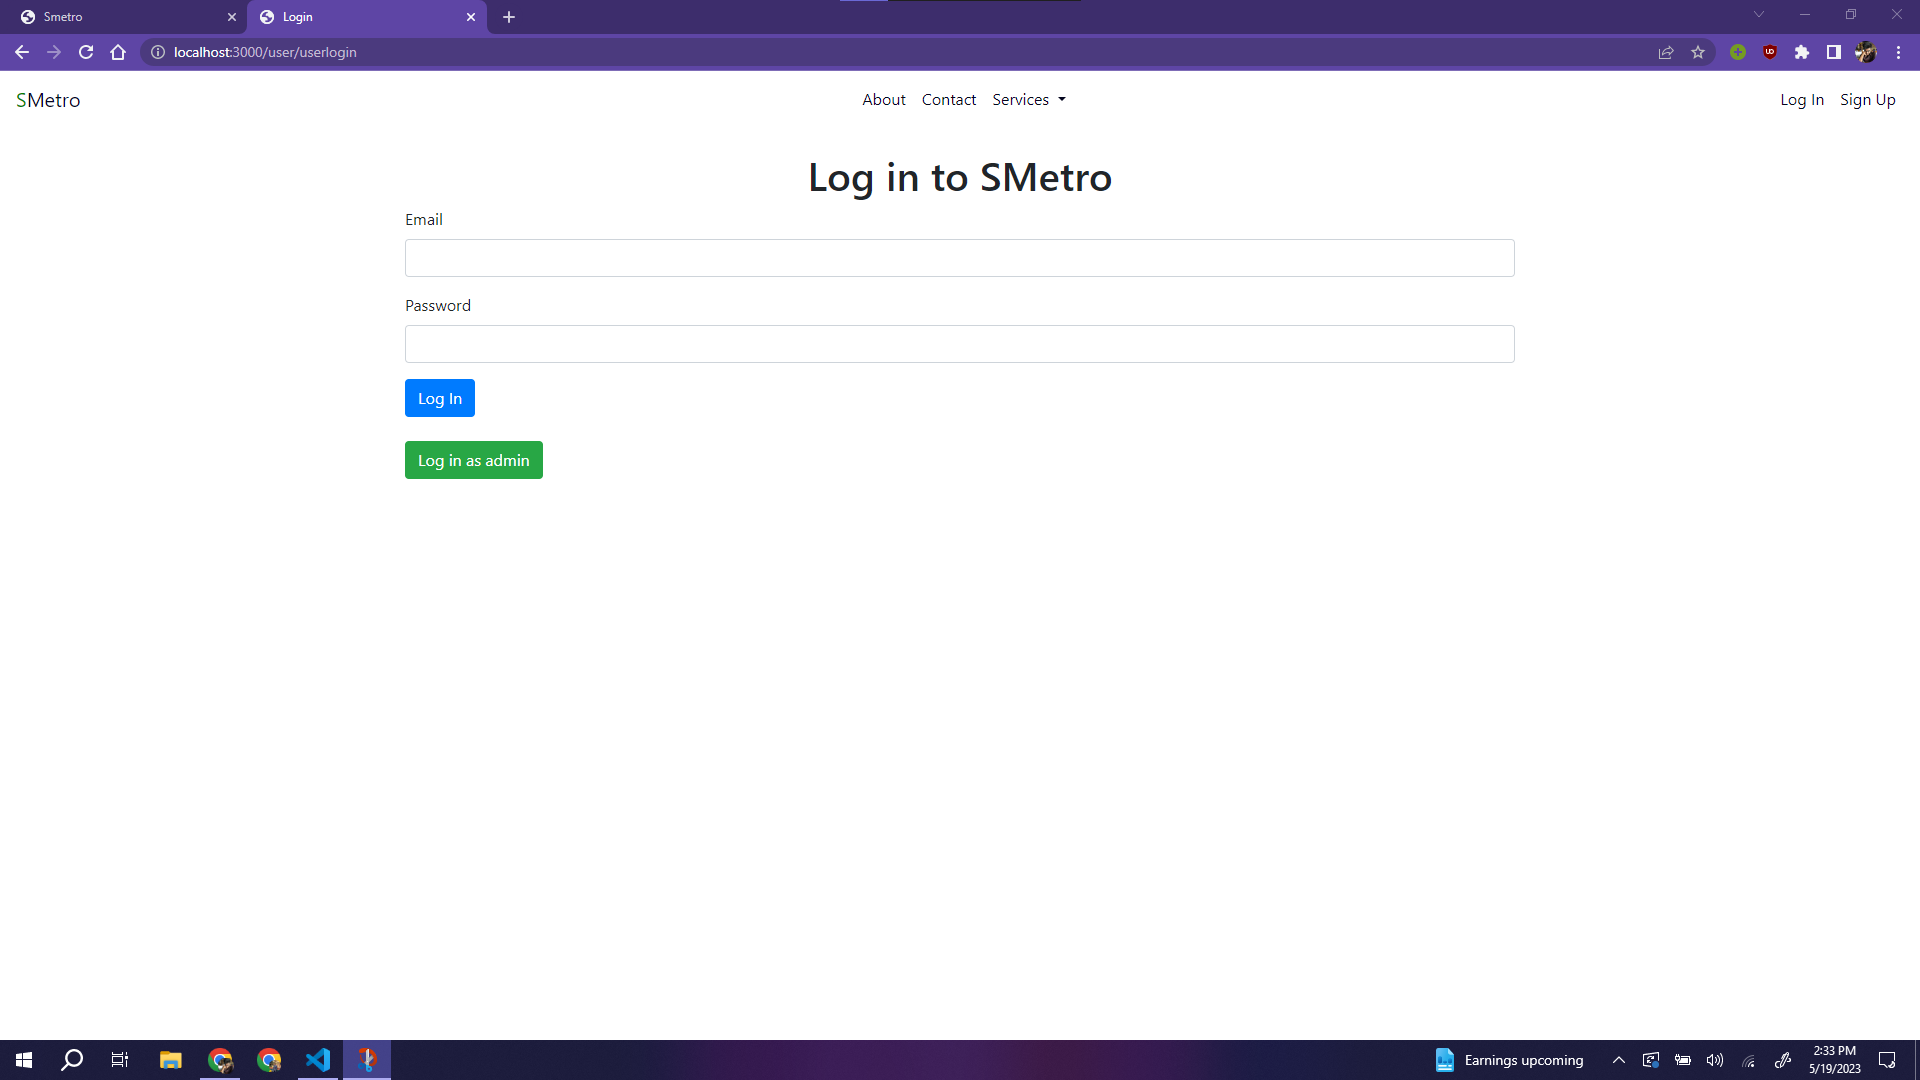 Smetro
Login
localhost:3000/user/userlogin
SMetro
About Contact Services
Log In Sign Up
Log in to SMetro
Email
Password
Log In
Log in as admin
Earnings upcoming
2:33 PM
5/19/2023